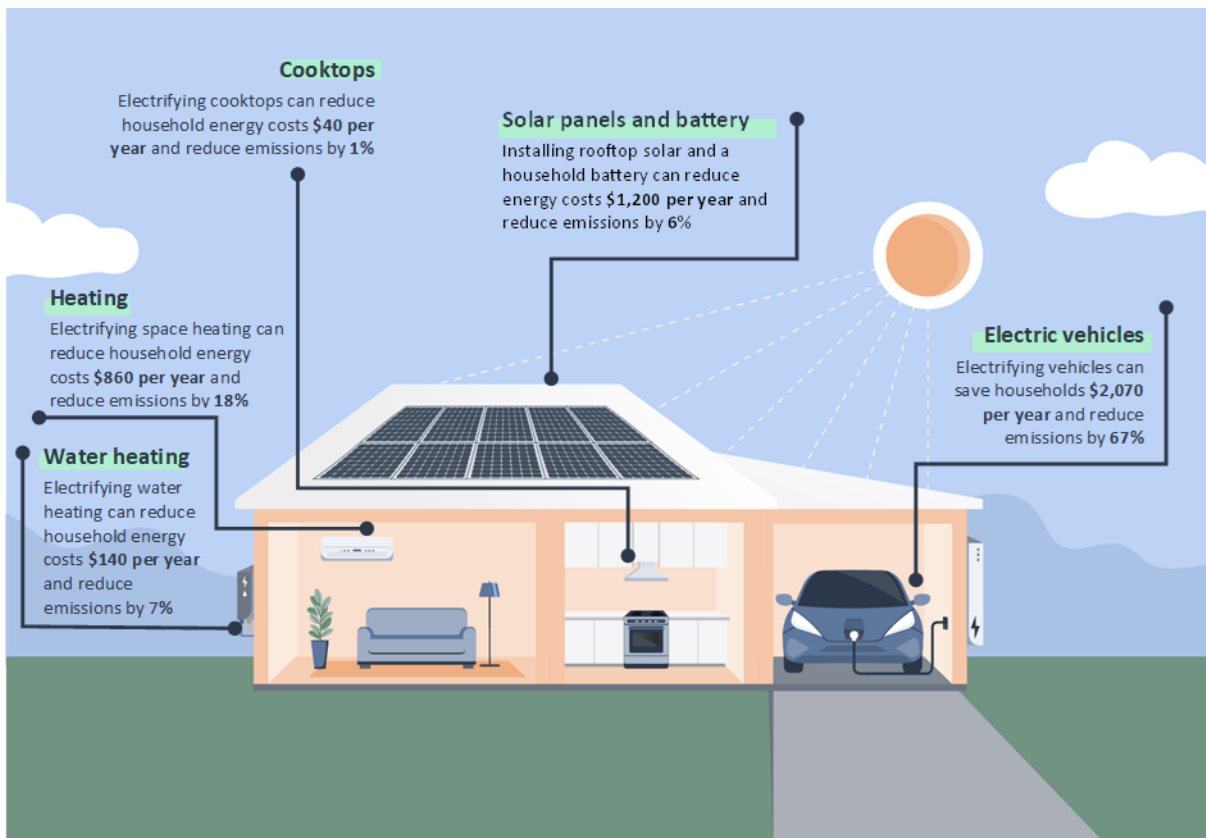 Cooktops
Electrifying cooktops can reduce
household energy costs $40 per
year and reduce emissions by 1%
Solar panels and battery
Installing rooftop solar and a
household battery can reduce
energy costs $1,200 per year and
reduce emissions by 6%
Heating
Electrifying space heating can
reduce household energy
costs $860 per year and
reduce emissions by 18%
Electric vehicles
Electrifying vehicles can
save households $2,070
per year and reduce
emissions by 67%
Water heating
Electrifying water
heating can reduce
household energy
costs $140 per year
and reduce
emissions by 7%